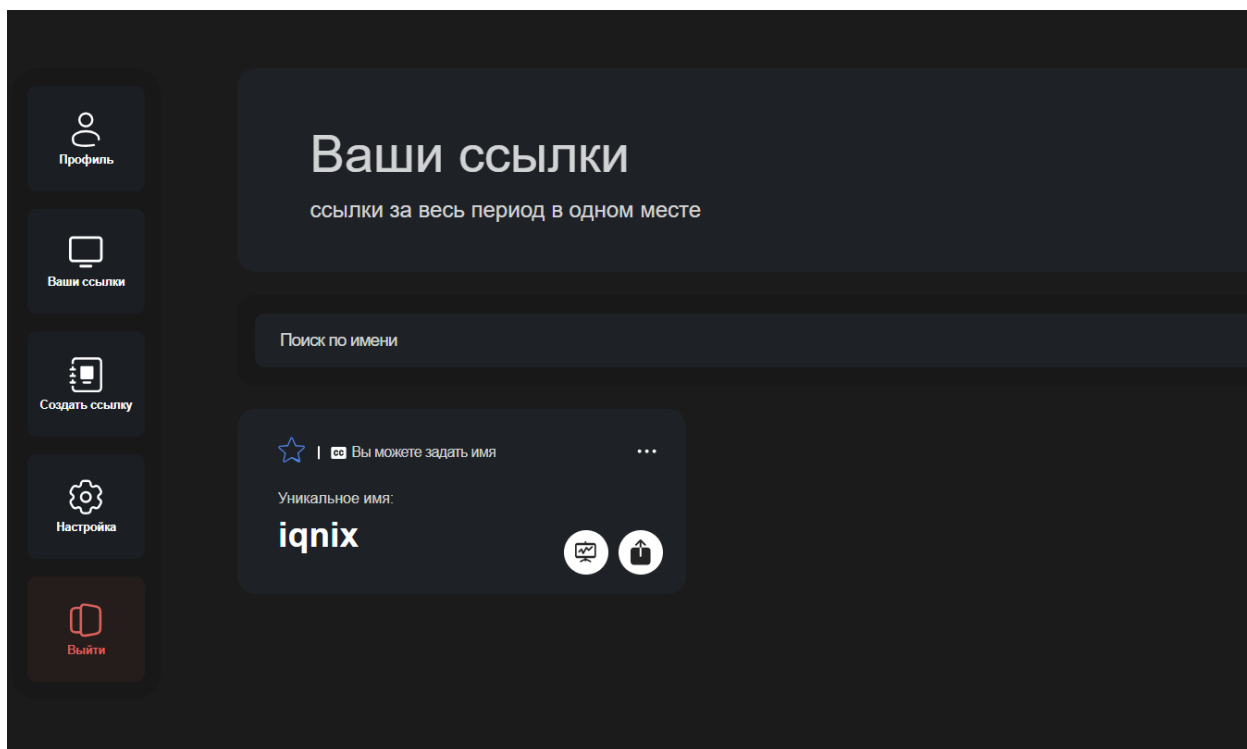 Профиль
Ваши ссылки
Создать ссылку
Настройка
Выйти
Ваши ссылки
ссылки за весь период в одном месте
Поиск по имени
| CC Вы можете задать имя
Уникальное имя:
iqnix